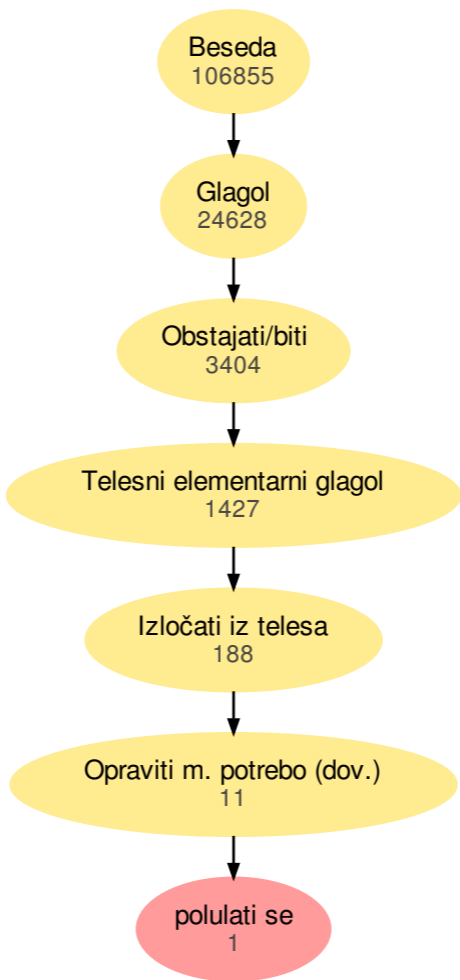 Beseda
106855
Glagol
24628
Obstajati/biti
3404
Telesni elementarni glagol
1427
Izločati iz telesa
188
Opraviti m. potrebo (dov.)
11
polulati se
1